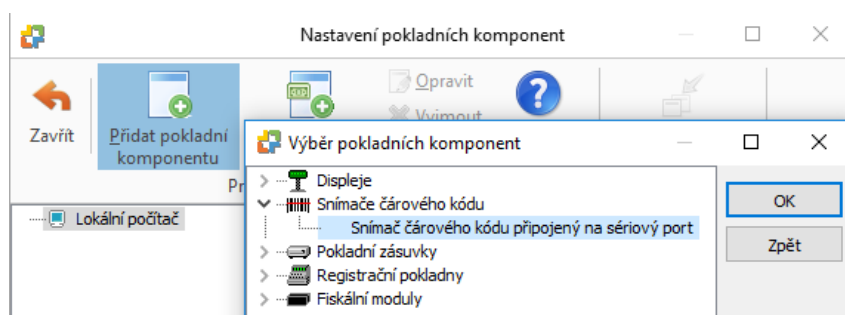 Nastavení pokladních komponent
Zavřít
Přidat pokladní
komponentu
Opravit
Vyjmout
Výběr pokladních komponent
Displeje
Snímače čárového kódu
Snímač čárového kódu připojený na sériový port
Pokladní zásuvky
Registrační pokladny
Fiskální moduly
OK
Zpět
Lokální počítač